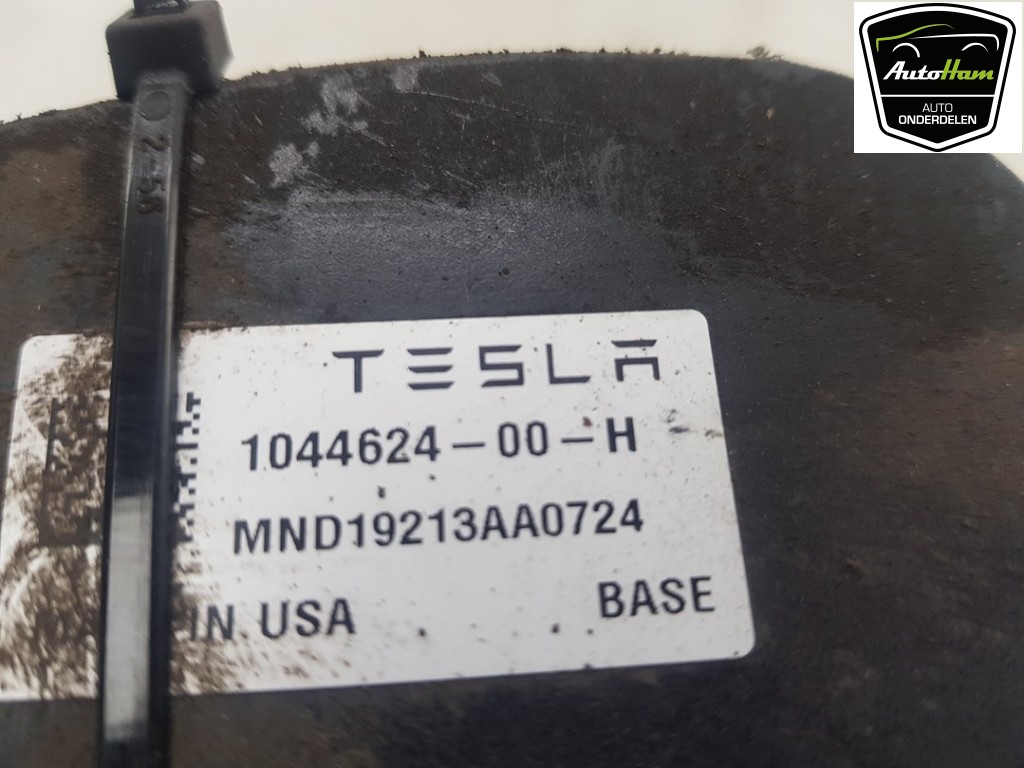 AutoHam
AUTO
ONDERDELEN
TESLA
1044624-00-H
MND19213AA0724
IN USA BASE